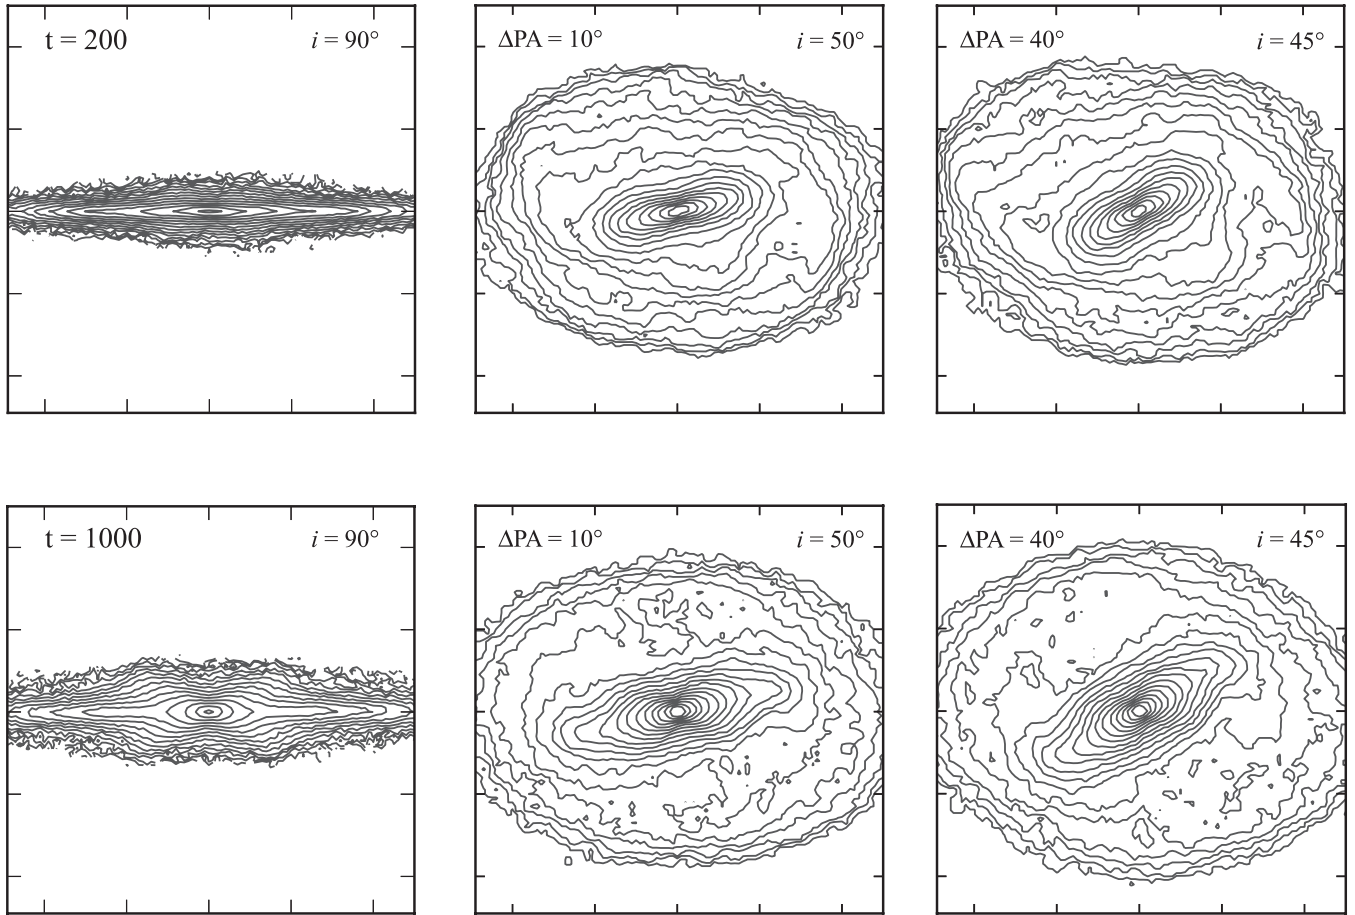 t = 200 i = 90°
ΔPA = 10° i = 50°
ΔPA = 40° i = 45°
t = 1000 i = 90°
ΔPA = 10° i = 50°
ΔPA = 40° i = 45°